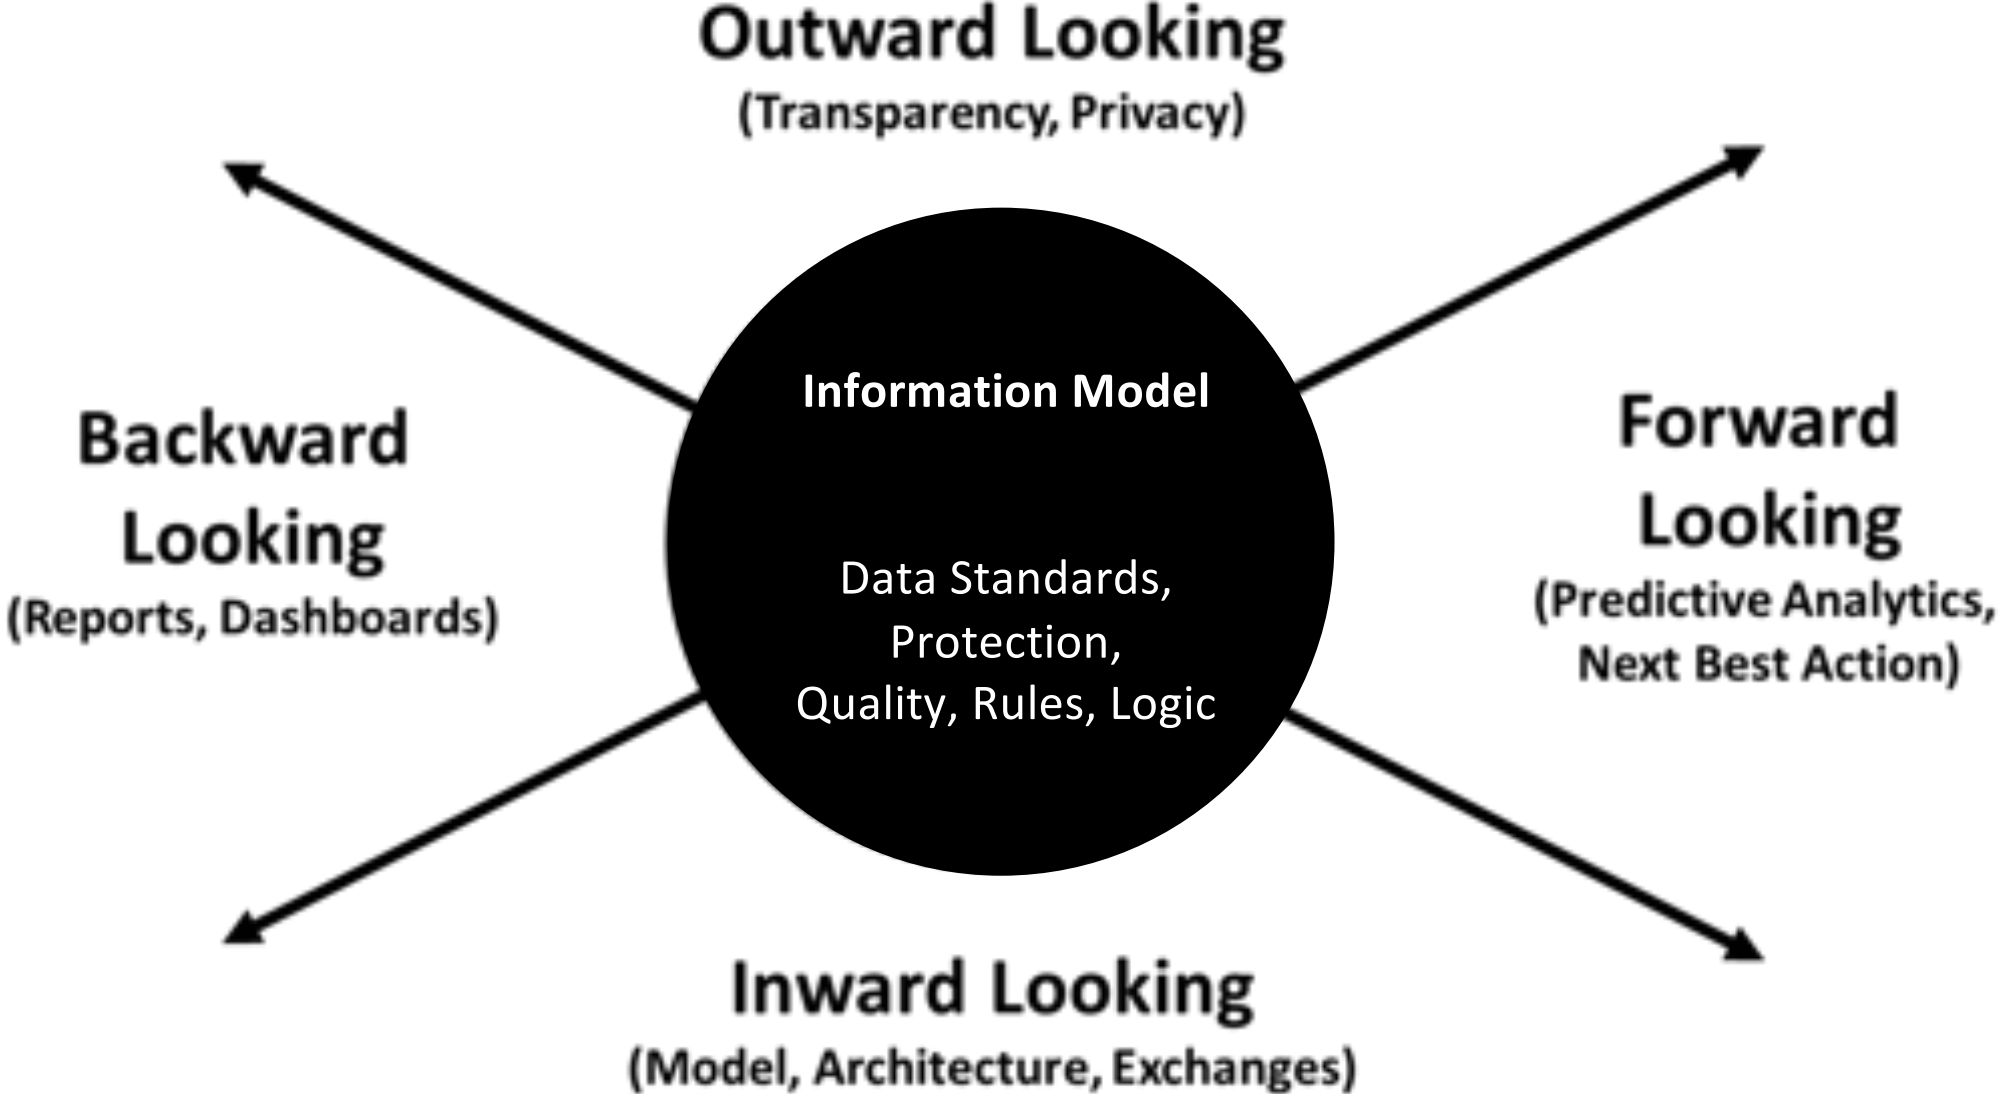 Outward Looking
(Transparency, Privacy)
Information Model
Backward
Looking
(Reports, Dashboards)
Data Standards,
Protection,
Quality, Rules, Logic
Forward
Looking
(Predictive Analytics,
Next Best Action)
Inward Looking
(Model, Architecture, Exchanges)